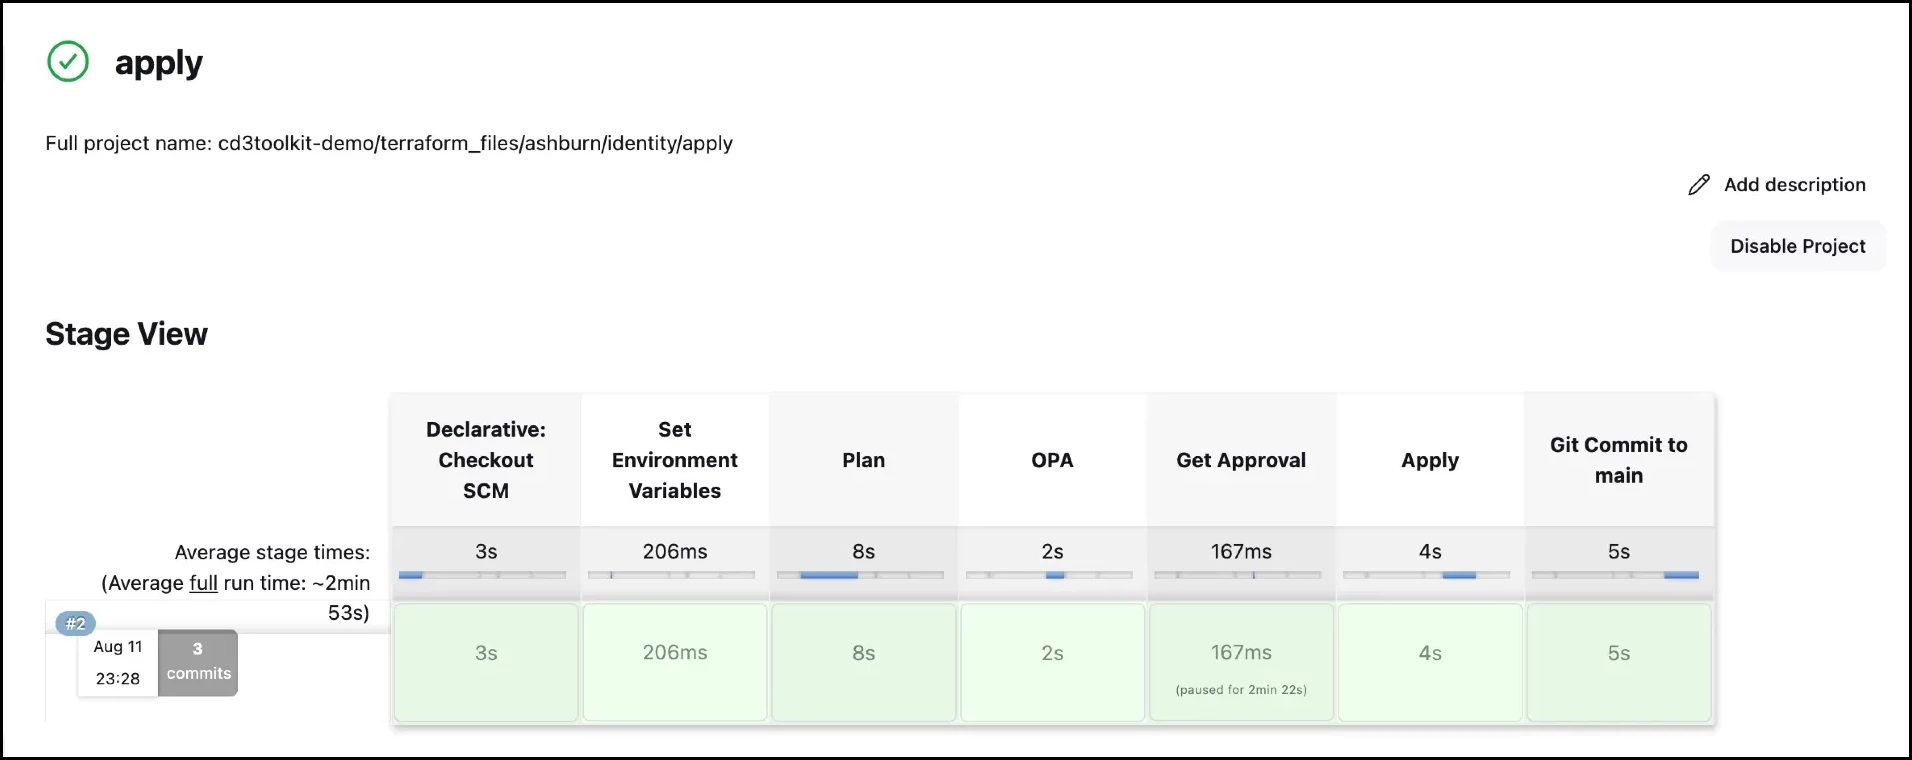 apply
Full project name: cd3toolkit-demo/terraform_files/ashburn/identity/apply
Add description
Disable Project
Stage View
Declarative:
Checkout
SCM
Set
Environment
Variables
Plan
OPA
Get Approval
Apply
Git Commit to
main
Average stage times:
(Average full run time: ~2min
53s)
3s
206ms
8s
2s
167ms
4s
5s
#2
Aug 11
23:28
3
commits
3s
206ms
8s
2s
167ms
(paused for 2min 22s)
4s
5s